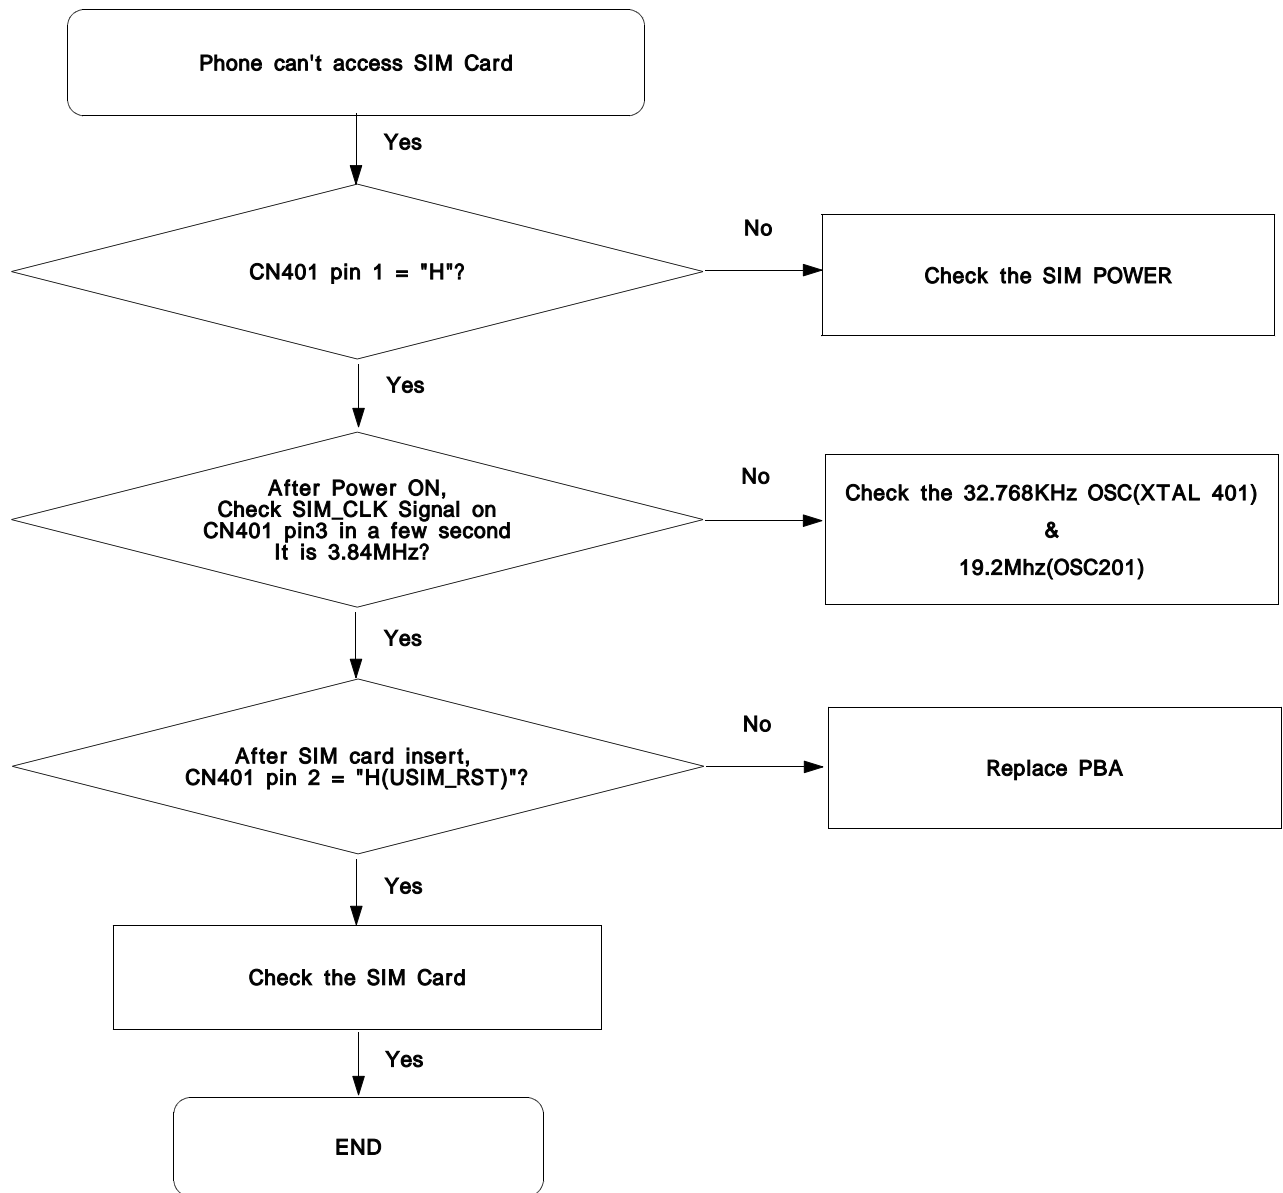 Phone can't access SIM Card
Yes
CN401 pin 1 = "H"?
No
Check the SIM POWER
Yes
After Power ON,
Check SIM_CLK Signal on
CN401 pin3 in a few second
It is 3.84MHz?
No
Check the 32.768KHz OSC(XTAL 401)
&
19.2Mhz(OSC201)
Yes
After SIM card insert,
CN401 pin 2 = "H(USIM_RST)"?
No
Replace PBA
Yes
Check the SIM Card
Yes
END